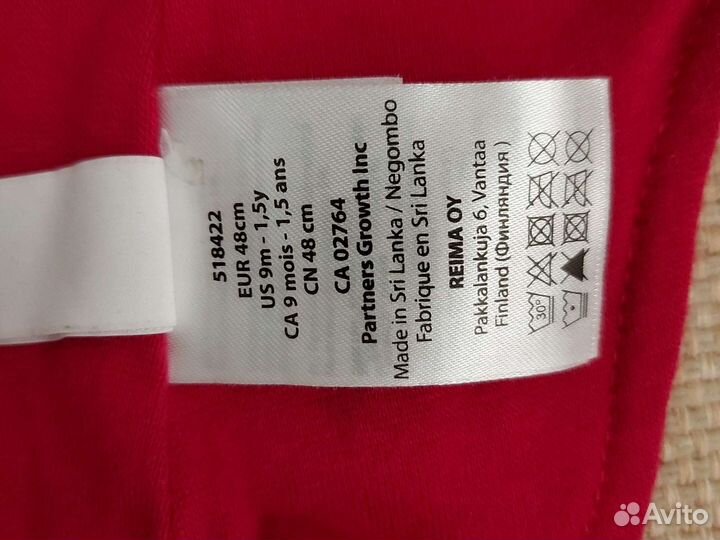 518422
EUR 48cm
US 9m - 1,5y
CA 9 mois - 1,5 ans
CN 48 cm
CA 02764
Partners Growth Inc
Made in Sri Lanka / Negombo
Fabrique en Sri Lanka
REIMA OY
Pakkalankuja 6, Vantaa
Finland (Финляндия)
30°
Avito